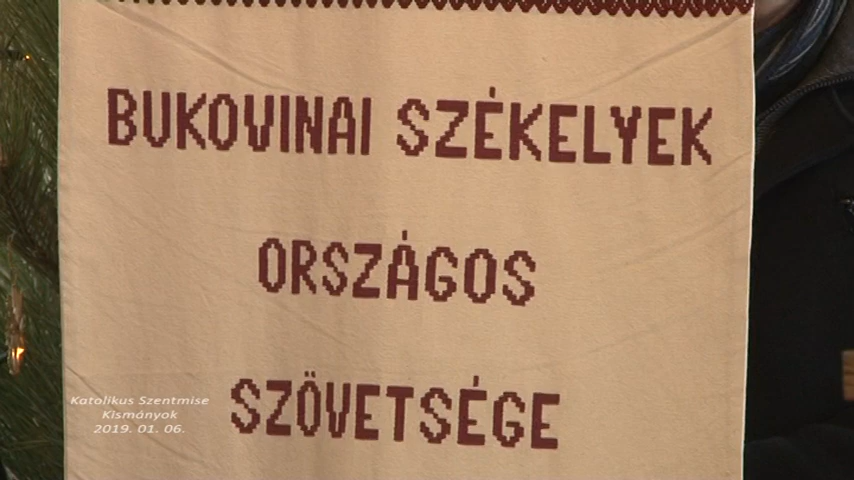 BUKOVINAI SZÉKELYEK
ORSZÁGOS
SZÖVETSÉGE
Katolikus Szentmise
Kismányok
2019. 01. 06.